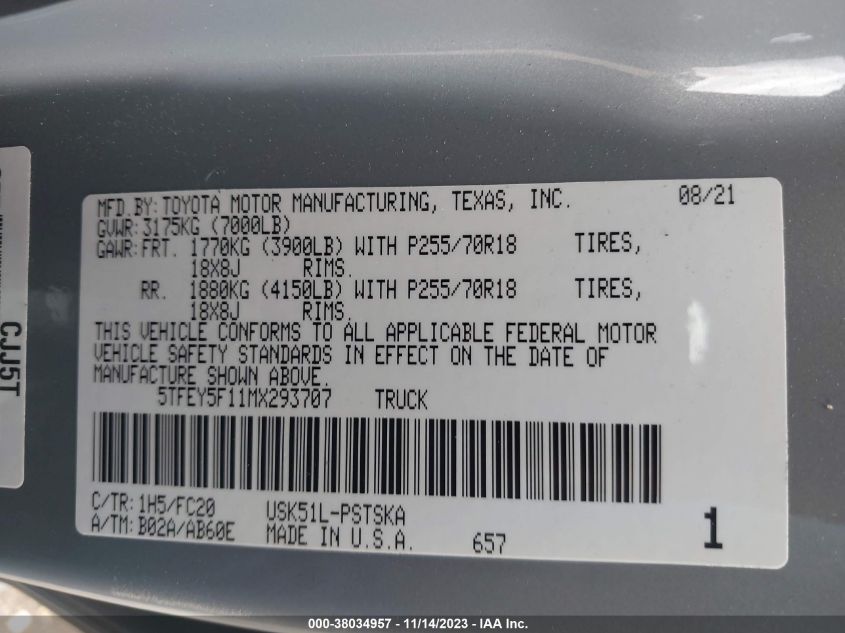 MFD.BY: TOYOTA MOTOR MANUFACTURING, TEXAS, INC. 08/21
GVWR: 3175KG (7000LB)
GAWR: FRT. 1770KG (3900LB) WITH P255/70R18 TIRES,
18X8J RIMS.
RR. 1880KG (4150LB) WITH P255/70R18 TIRES,
18X8J RIMS.
THIS VEHICLE CONFORMS TO ALL APPLICABLE FEDERAL MOTOR
VEHICLE SAFETY STANDARDS IN EFFECT ON THE DATE OF
MANUFACTURE SHOWN ABOVE.
5TFEY5F11MX293707 TRUCK
C/TR: 1H5/FC20 USK51L-PSTSKA
A/TM: B02A/AB60E MADE IN U.S.A. 657 1
CJJ5T
000-38034957 - 11/14/2023 - IAA Inc.